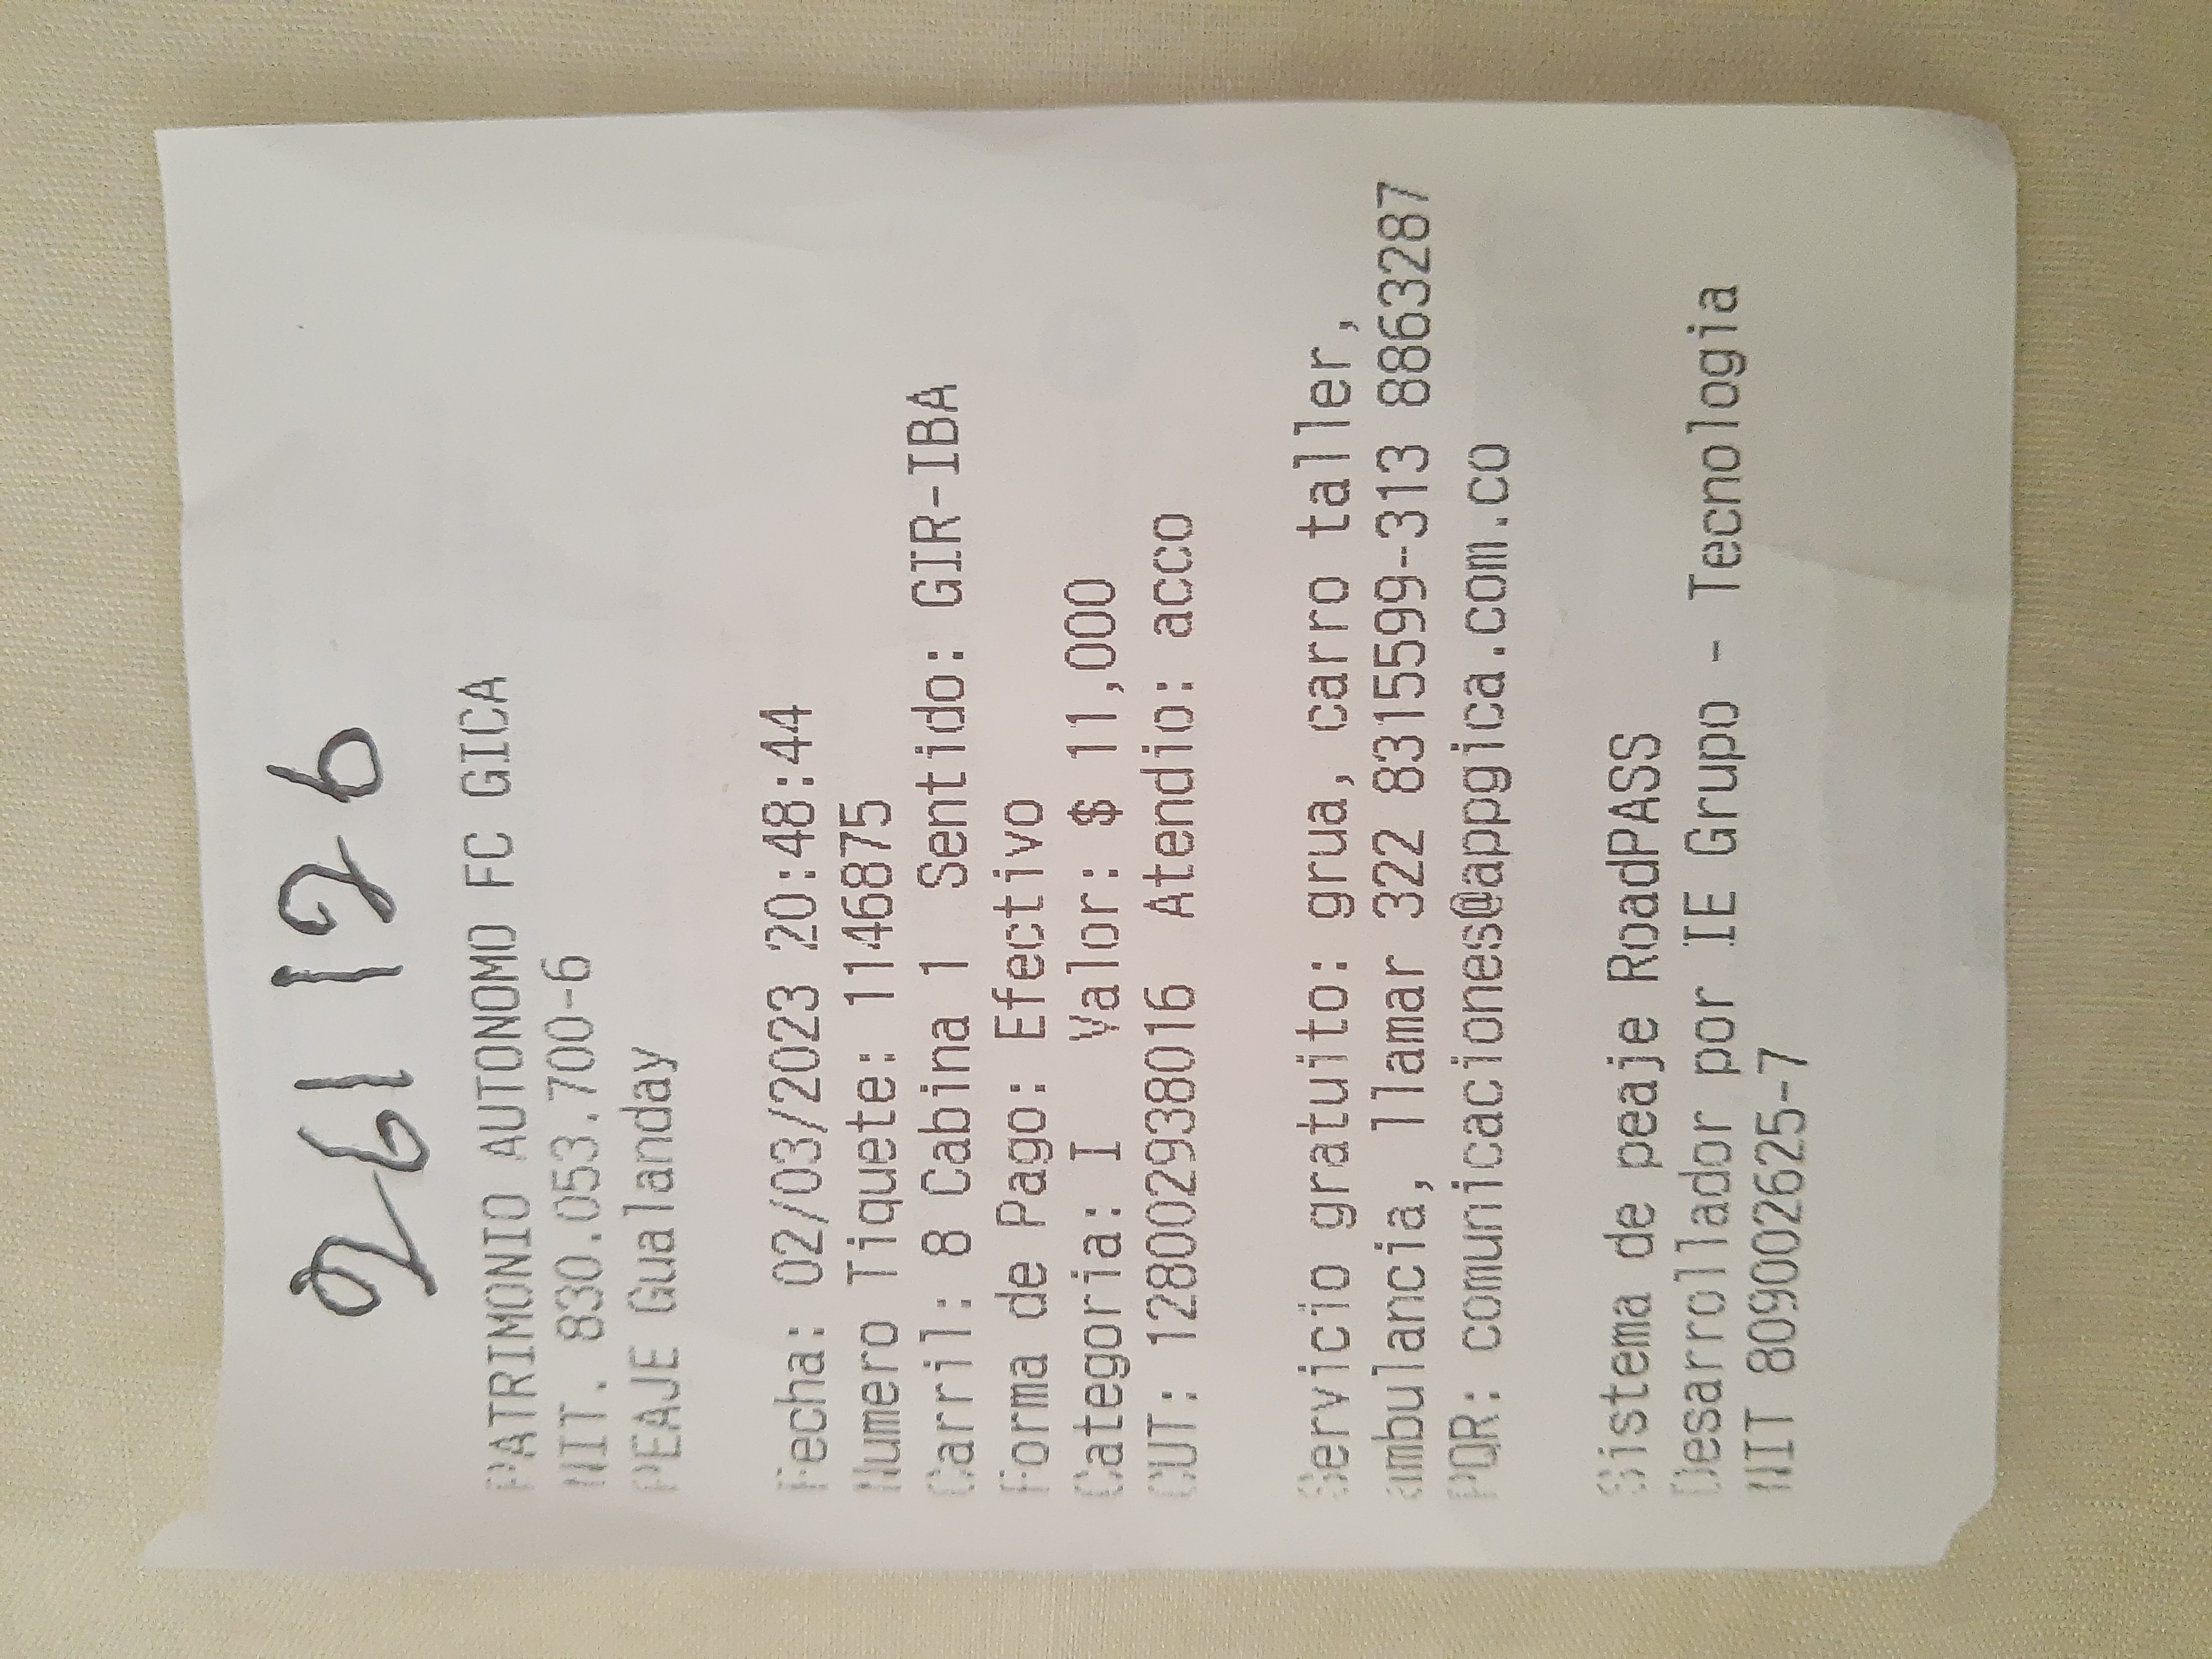 261126
PATRIMONIO AUTONOMO FC GICA
NIT. 830.053.700-6
PEAJE Gualanday
Fecha: 02/03/2023 20:48:44
Numero Tiquete: 1146875
Carril: 8 Cabina 1 Sentido: GIR-IBA
Forma de Pago: Efectivo
Categoria: I Valor: $ 11,000
CUT: 128002938016 Atendio: acco
Servicio gratuito: grua, carro taller,
ambulancia, llamar 322 8315599-313 8863287
PQR: comunicaciones@appgica.com.co
Sistema de peaje RoadPASS
Desarrollador por IE Grupo - Tecnologia
NIT 809002625-7